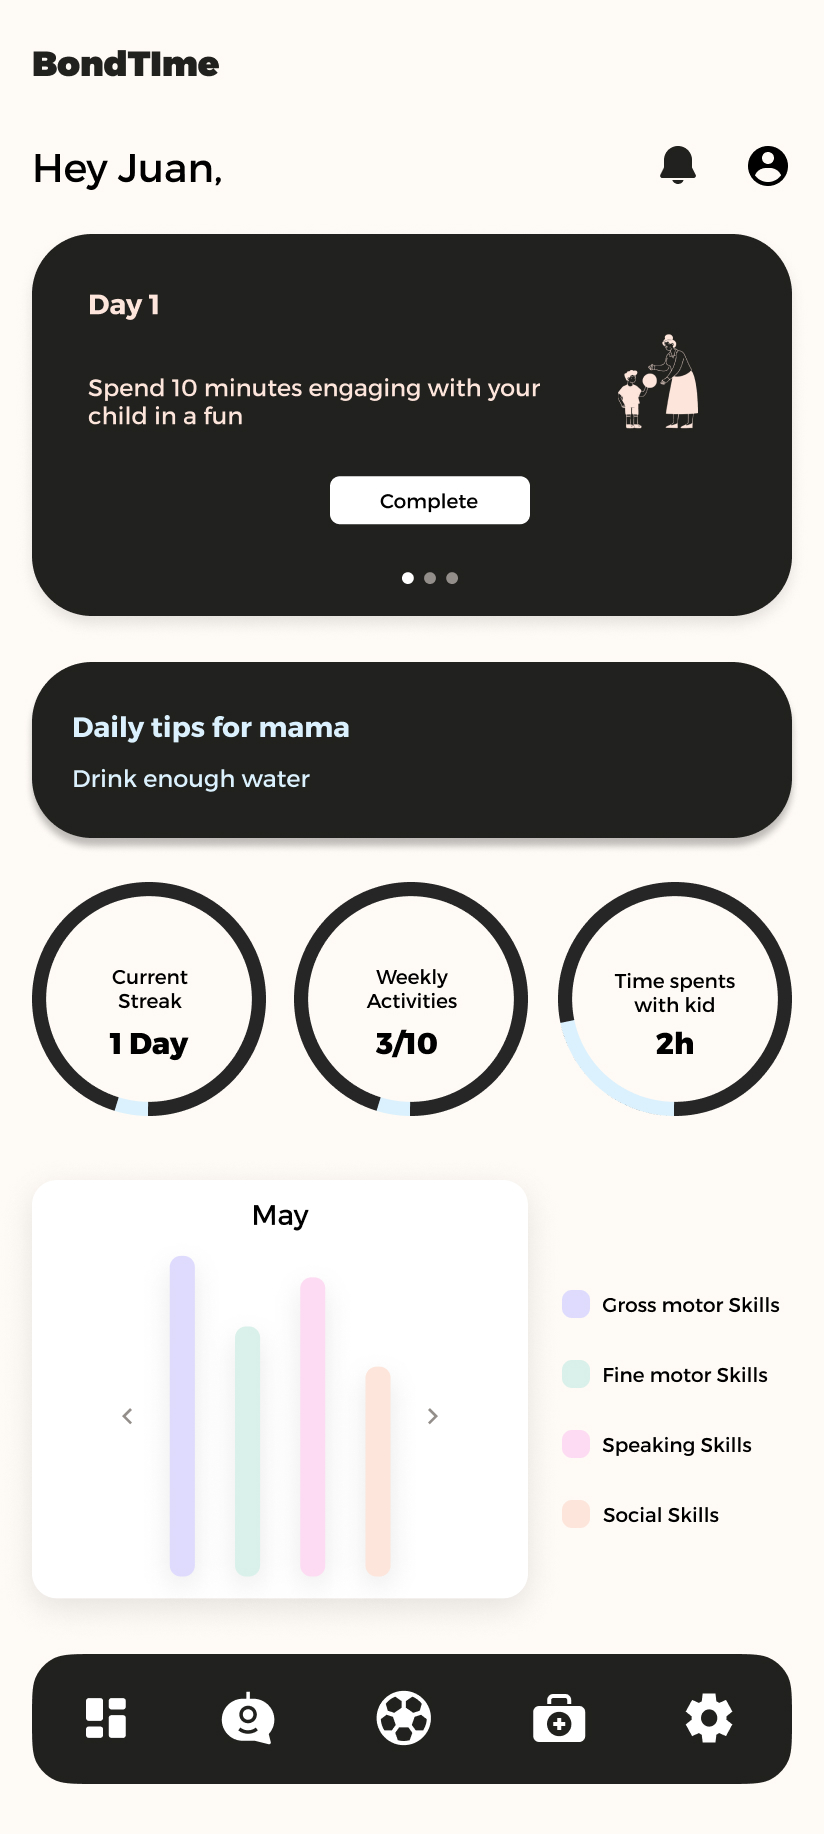 BondTIme
Hey Juan,
Day 1
Spend 10 minutes engaging with your
child in a fun
Complete
Daily tips for mama
Drink enough water
Current
Streak
1 Day
Weekly
Activities
3/10
Time spents
with kid
2h
May
Gross motor Skills
Fine motor Skills
Speaking Skills
Social Skills